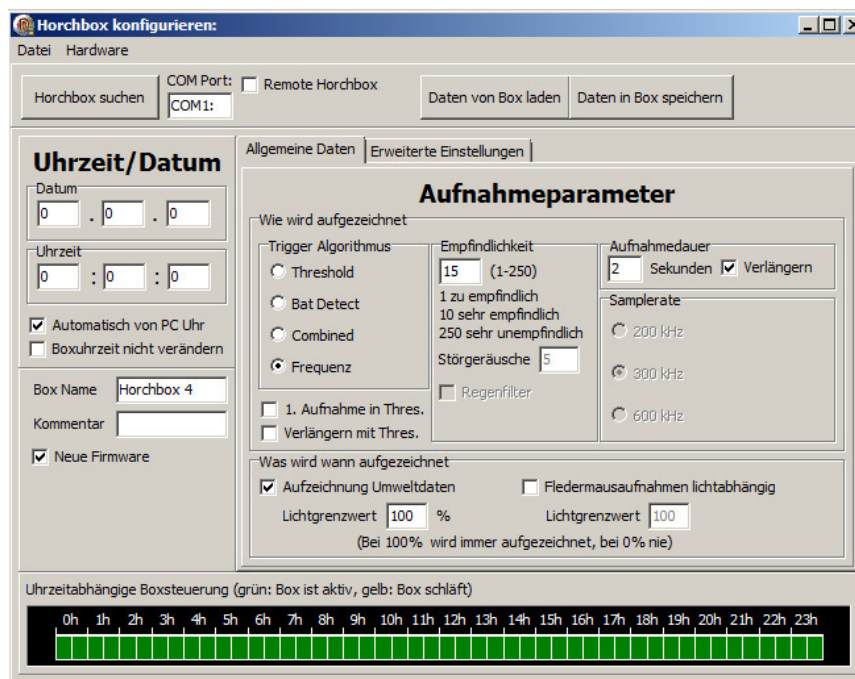 Horchbox konfigurieren:
Datei Hardware
Horchbox suchen
COM Port:
COM1:
Remote Horchbox
Daten von Box laden
Daten in Box speichern
Uhrzeit/Datum
Datum
0 . 0 . 0
Uhrzeit
0 : 0 : 0
Automatisch von PC Uhr
Boxuhrzeit nicht verändern
Box Name Horchbox 4
Kommentar
Neue Firmware
Allgemeine Daten Erweiterte Einstellungen
Aufnahmeparameter
Wie wird aufgezeichnet
Trigger Algorithmus
Threshold
Bat Detect
Combined
Frequenz
1. Aufnahme in Thres.
Verlängern mit Thres.
Empfindlichkeit
15 (1-250)
1 zu empfindlich
10 sehr empfindlich
250 sehr unempfindlich
Störgeräusche 5
Regenfilter
Aufnahmedauer
2 Sekunden Verlängern
Samplerate
200 kHz
300 kHz
600 kHz
Was wird wann aufgezeichnet
Aufzeichnung Umweltdaten
Lichtgrenzwert 100 %
Fledermausaufnahmen lichtabhängig
Lichtgrenzwert 100
(Bei 100% wird immer aufgezeichnet, bei 0% nie)
Uhrzeitabhängige Boxsteuerung (grün: Box ist aktiv, gelb: Box schläft)
0h 1h 2h 3h 4h 5h 6h 7h 8h 9h 10h 11h 12h 13h 14h 15h 16h 17h 18h 19h 20h 21h 22h 23h